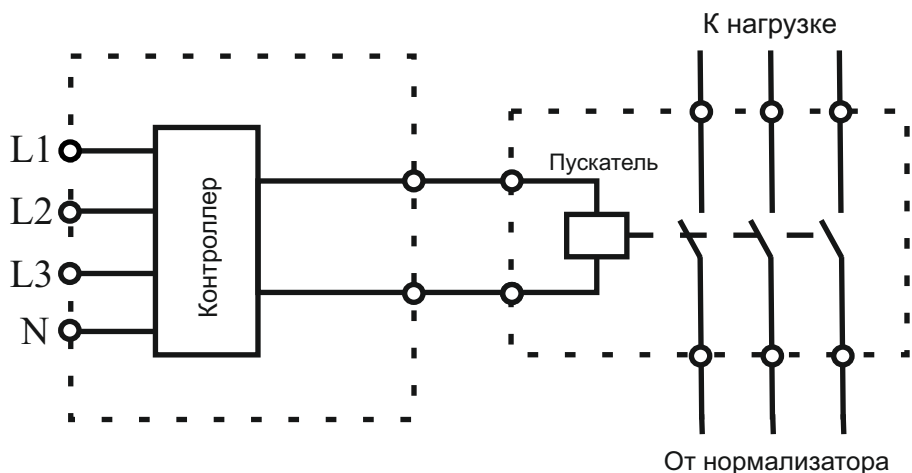 К нагрузке
L1
L2
L3
N
Контроллер
Пускатель
От нормализатора